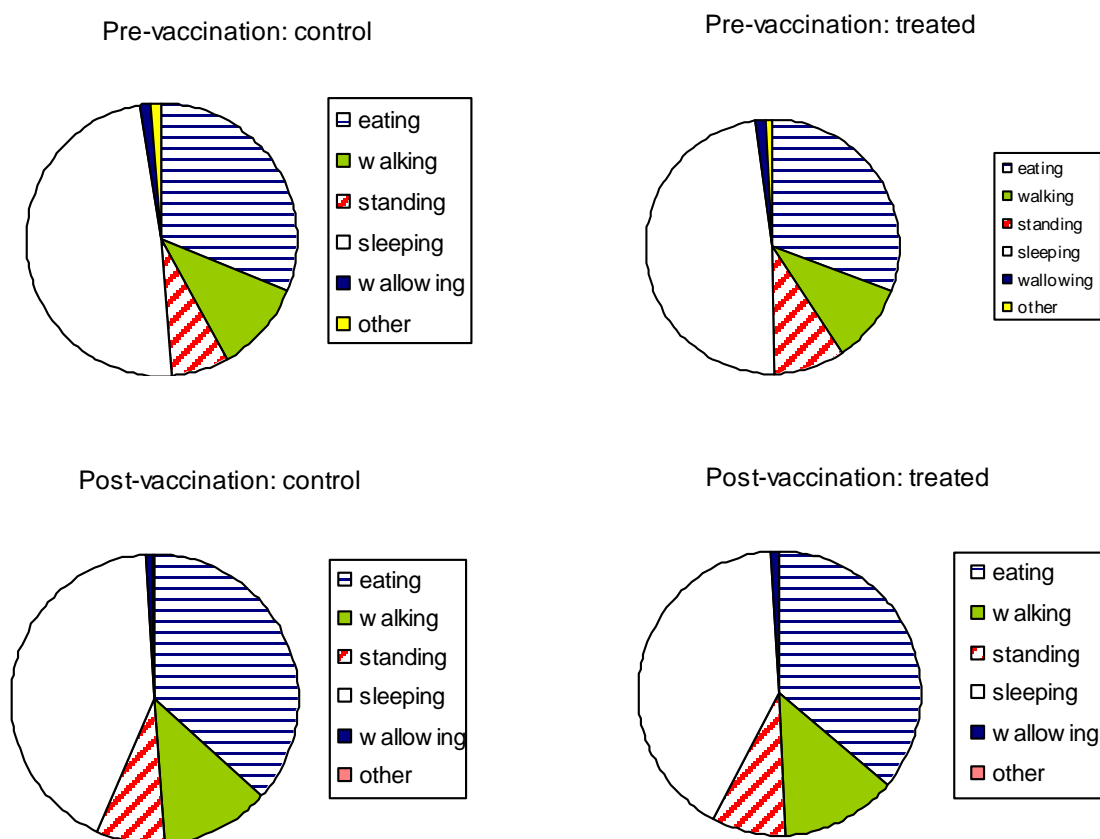 Pre-vaccination: control
eating
w alking
standing
sleeping
w allow ing
other
Pre-vaccination: treated
eating
walking
standing
sleeping
wallowing
other
Post-vaccination: control
eating
w alking
standing
sleeping
w allow ing
other
Post-vaccination: treated
eating
w alking
standing
sleeping
w allow ing
other